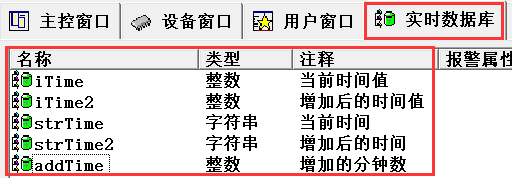 主控窗口 设备窗口 用户窗口 实时数据库
名称 类型 注释 报警属性
iTime 整数 当前时间值
iTime2 整数 增加后的时间值
strTime 字符串 当前时间
strTime2 字符串 增加后的时间
addTime 整数 增加的分钟数